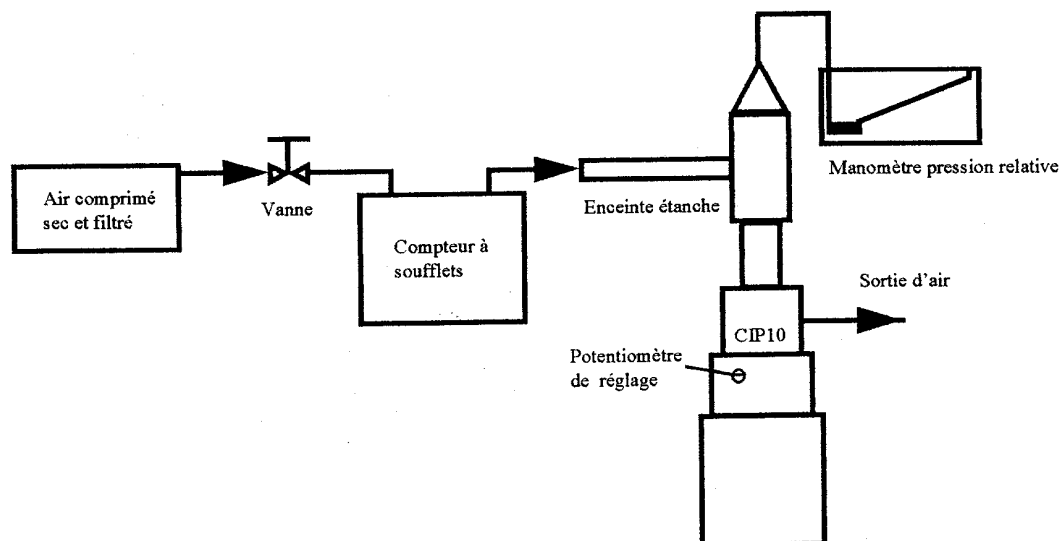 Air comprimé
sec et filtré
Vanne
Compteur à
soufflets
Enceinte étanche
Manomètre pression relative
Sortie d'air
CIP10
Potentiomètre
de réglage